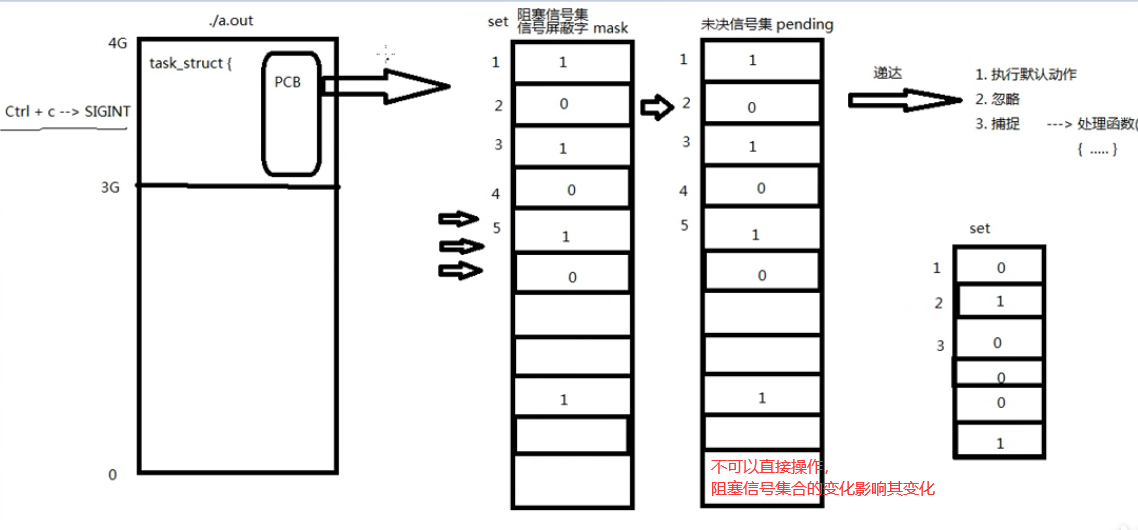 ./a.out
4G
task_struct {
PCB
Ctrl + c --> SIGINT
3G
0
set
阻塞信号集
信号屏蔽字 mask
1
1
2
0
3
1
4
0
5
1
0
1
未决信号集 pending
1
1
2
0
3
1
4
0
5
1
0
1
不可以直接操作,
阻塞信号集合的变化影响其变化
递达
1. 执行默认动作
2. 忽略
3. 捕捉 ---> 处理函数(
{ ..... }
set
1
0
2
1
3
0
0
0
1